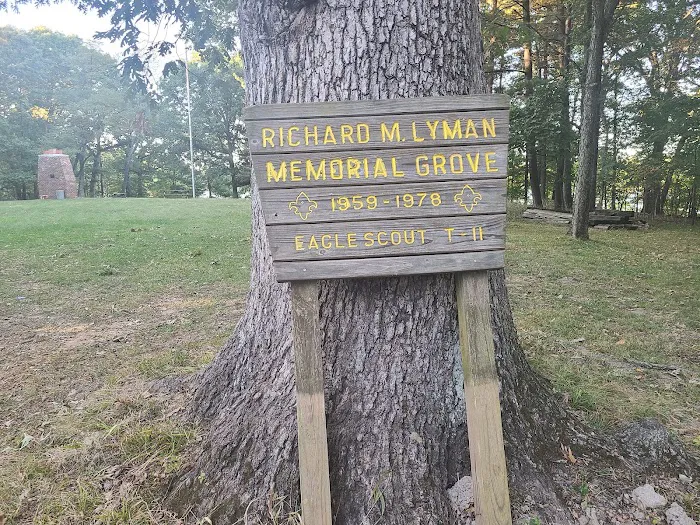 RICHARD M. LYMAN
MEMORIAL GROVE
1959-1978
EAGLE SCOUT T-11